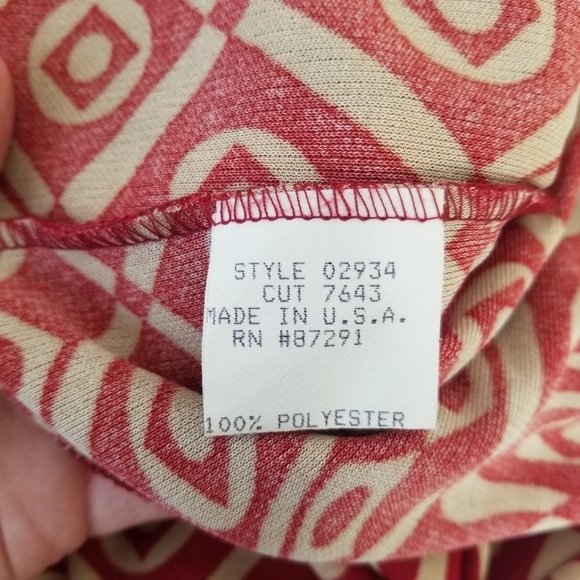 STYLE 02934
CUT 7643
MADE IN U.S.A.
RN #87291
100% POLYESTER